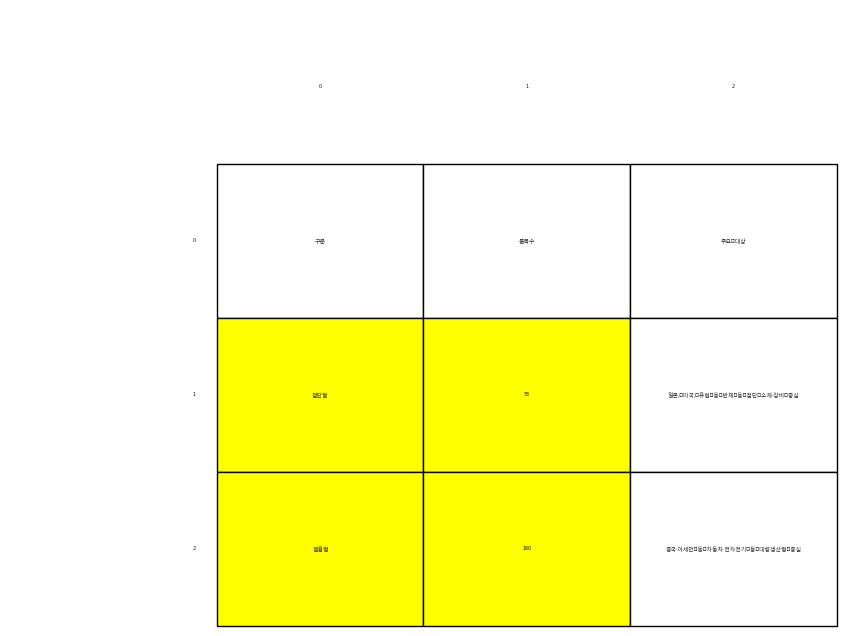 0 1 2
0 구분 품목수 주요□대상
1 첨단형
일본,□미국,□유럽□등□반체□등□첨단□소재·장비□중심
2 범용형 180
중국·아세안□등□자동차·전자전기□등□대량생산형□중심